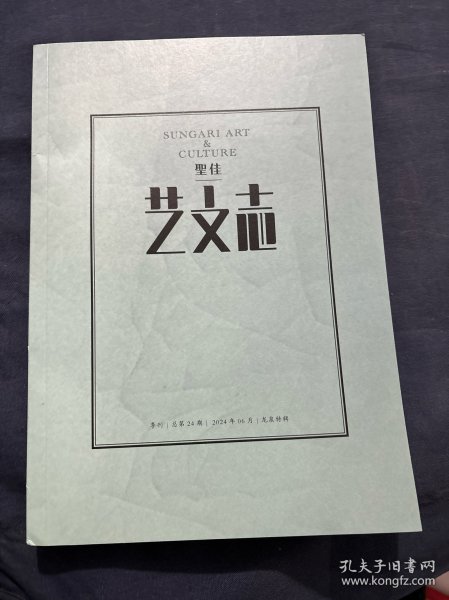 SUNGARI ART
&
CULTURE
聖佳
艺文志
季刊 | 总第24期 | 2024年06月 | 龙泉特辑
孔夫子旧书网
www.kongfz.com